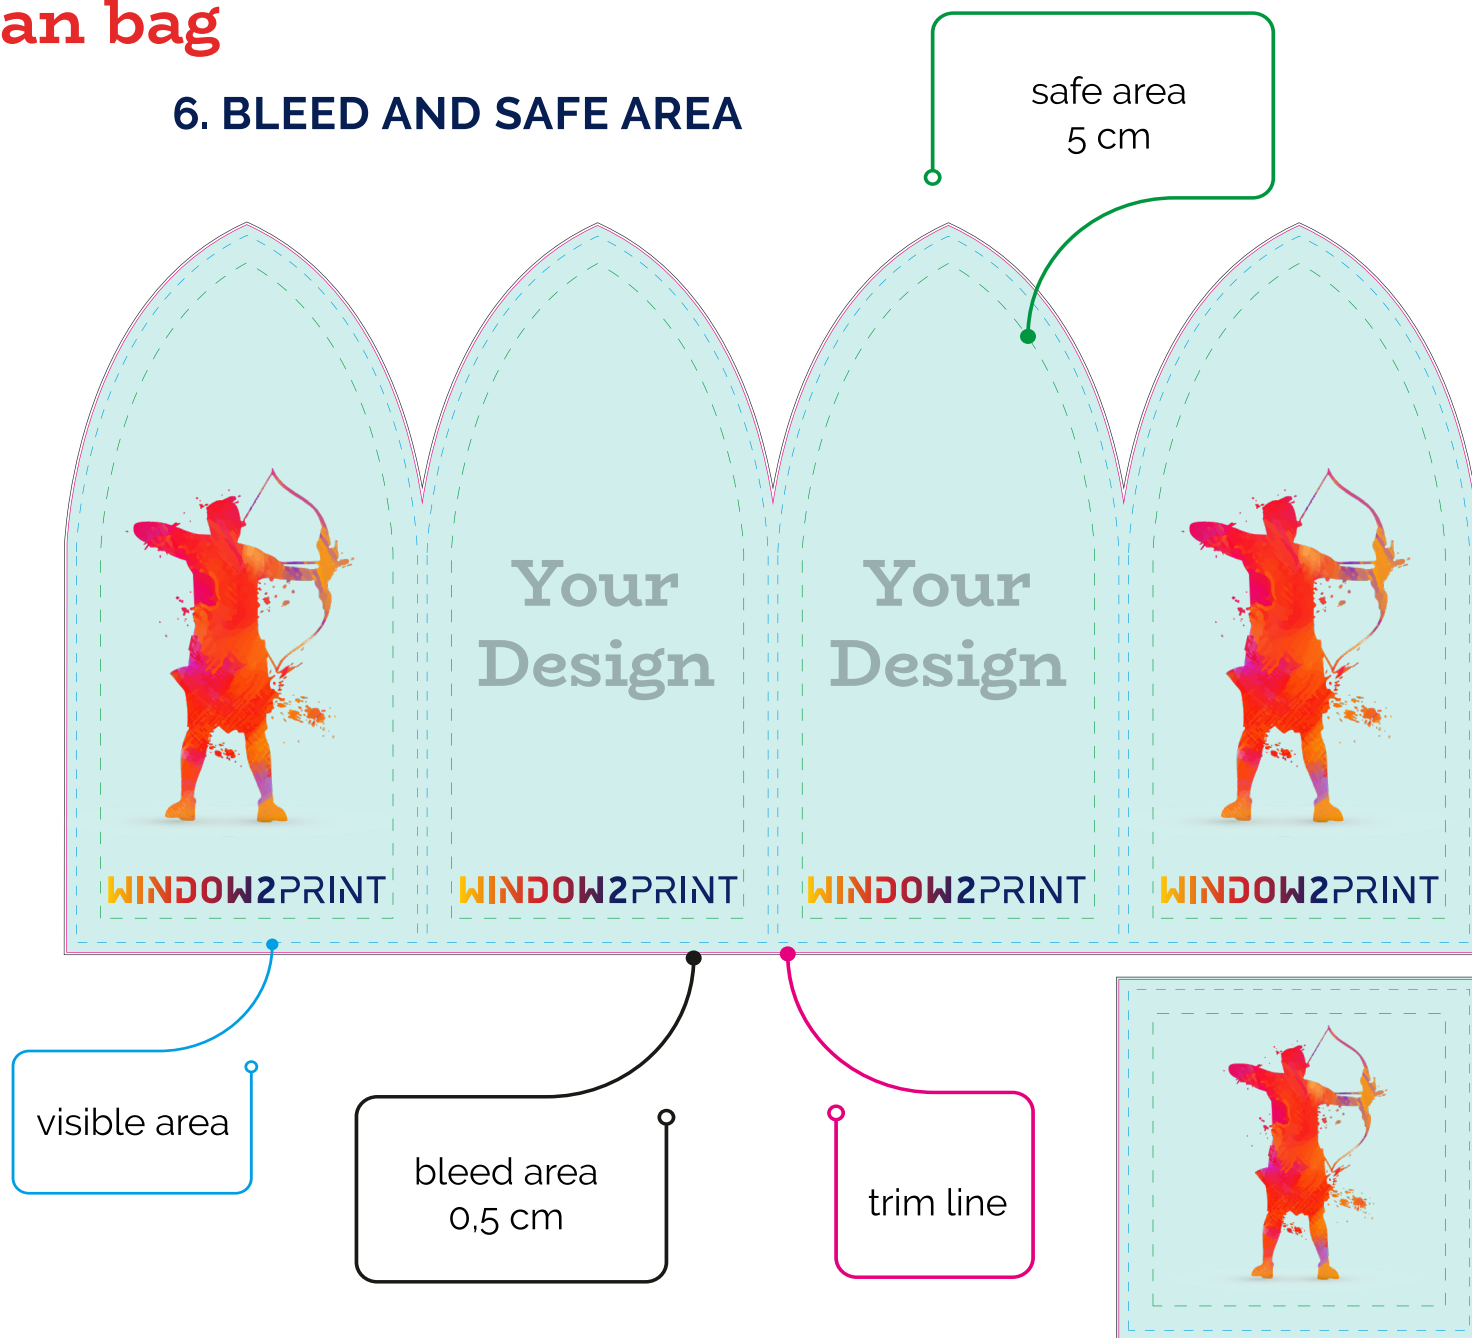 an bag
6. BLEED AND SAFE AREA
safe area
5 cm
Your
Design
Your
Design
WINDOW2PRINT
WINDOW2PRINT
WINDOW2PRINT
WINDOW2PRINT
visible area
bleed area
0,5 cm
trim line